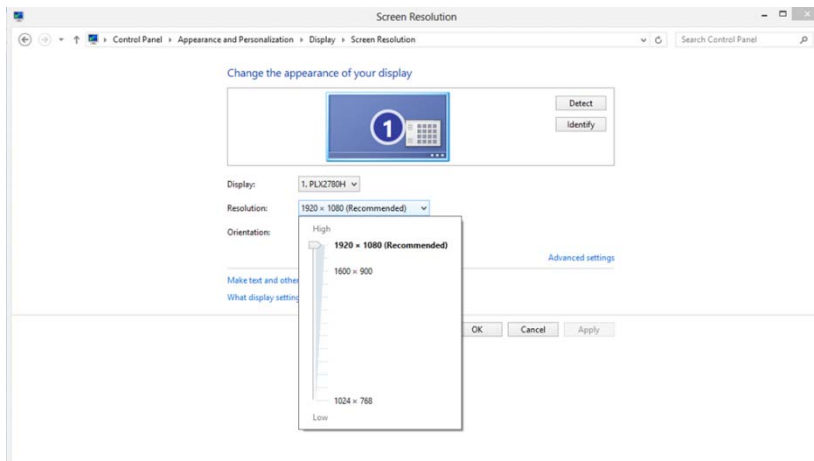 Screen Resolution
Control Panel Appearance and Personalization Display Screen Resolution
Search Control Panel
Change the appearance of your display
1
Detect
Identify
Display: 1. PLX2780H
Resolution: 1920 × 1080 (Recommended)
Orientation:
High
1920 × 1080 (Recommended)
Advanced settings
1600 × 900
Make text and other
What display setting
OK Cancel Apply
1024 × 768
Low